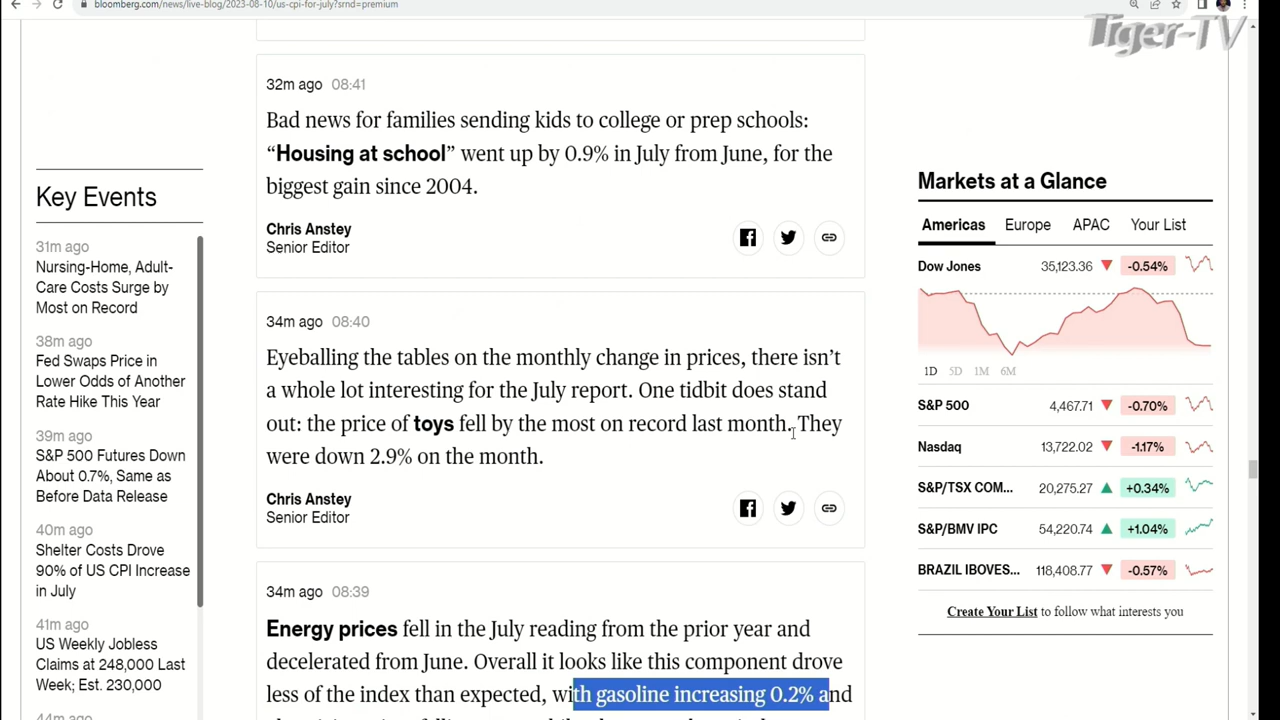 bloomberg.com/news/live-blog/2023-08-10/us-cpi-for-july?srnd=premium
Tiger-TV
32m ago 08:41
Bad news for families sending kids to college or prep schools:
“Housing at school” went up by 0.9% in July from June, for the
biggest gain since 2004.
Chris Anstey
Senior Editor
34m ago 08:40
Eyeballing the tables on the monthly change in prices, there isn’t
a whole lot interesting for the July report. One tidbit does stand
out: the price of toys fell by the most on record last month. They
were down 2.9% on the month.
Chris Anstey
Senior Editor
34m ago 08:39
Energy prices fell in the July reading from the prior year and
decelerated from June. Overall it looks like this component drove
less of the index than expected, with gasoline increasing 0.2% and
Key Events
31m ago
Nursing-Home, Adult-
Care Costs Surge by
Most on Record
38m ago
Fed Swaps Price in
Lower Odds of Another
Rate Hike This Year
39m ago
S&P 500 Futures Down
About 0.7%, Same as
Before Data Release
40m ago
Shelter Costs Drove
90% of US CPI Increase
in July
41m ago
US Weekly Jobless
Claims at 248,000 Last
Week; Est. 230,000
44m ago
Markets at a Glance
Americas Europe APAC Your List
Dow Jones 35,123.36 -0.54%
1D 5D 1M 6M
S&P 500 4,467.71 -0.70%
Nasdaq 13,722.02 -1.17%
S&P/TSX COM... 20,275.27 +0.34%
S&P/BMV IPC 54,220.74 +1.04%
BRAZIL IBOVES... 118,408.77 -0.57%
Create Your List to follow what interests you